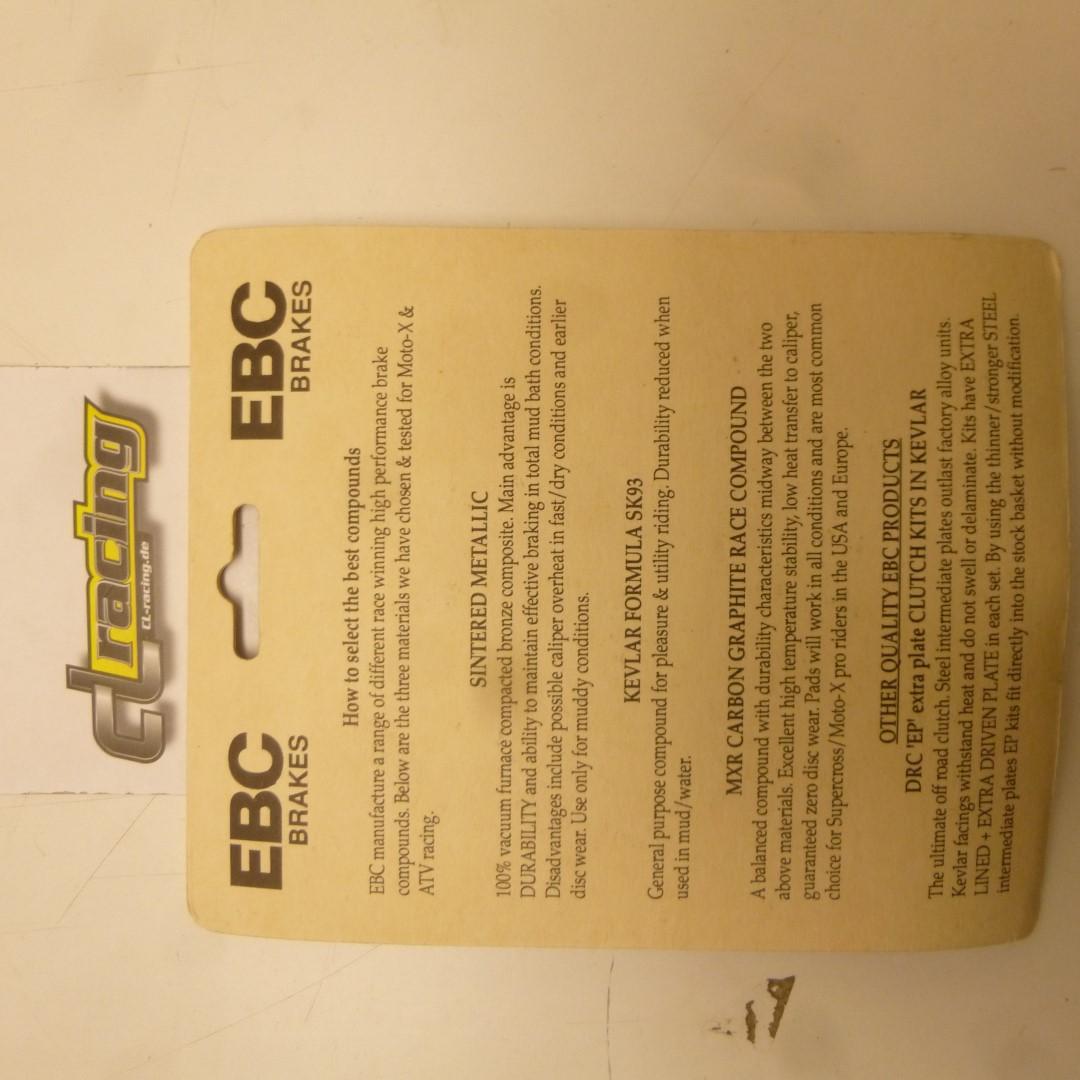 CL racing
CL-racing.de
EBC
BRAKES
EBC
BRAKES
How to select the best compounds
EBC manufacture a range of different race winning high performance brake
compounds. Below are the three materials we have chosen & tested for Moto-X &
ATV racing.
SINTERED METALLIC
100% vacuum furnace compacted bronze composite. Main advantage is
DURABILITY and ability to maintain effective braking in total mud bath conditions.
Disadvantages include possible caliper overheat in fast/dry conditions and earlier
disc wear. Use only for muddy conditions.
KEVLAR FORMULA SK93
General purpose compound for pleasure & utility riding. Durability reduced when
used in mud/water.
MXR CARBON GRAPHITE RACE COMPOUND
A balanced compound with durability characteristics midway between the two
above materials. Excellent high temperature stability, low heat transfer to caliper,
guaranteed zero disc wear. Pads will work in all conditions and are most common
choice for Supercross/Moto-X pro riders in the USA and Europe.
OTHER QUALITY EBC PRODUCTS
DRC 'EP' extra plate CLUTCH KITS IN KEVLAR
The ultimate off road clutch. Steel intermediate plates outlast factory alloy units.
Kevlar facings withstand heat and do not swell or delaminate. Kits have EXTRA
LINED + EXTRA DRIVEN PLATE in each set. By using the thinner/stronger STEEL
intermediate plates EP kits fit directly into the stock basket without modification.